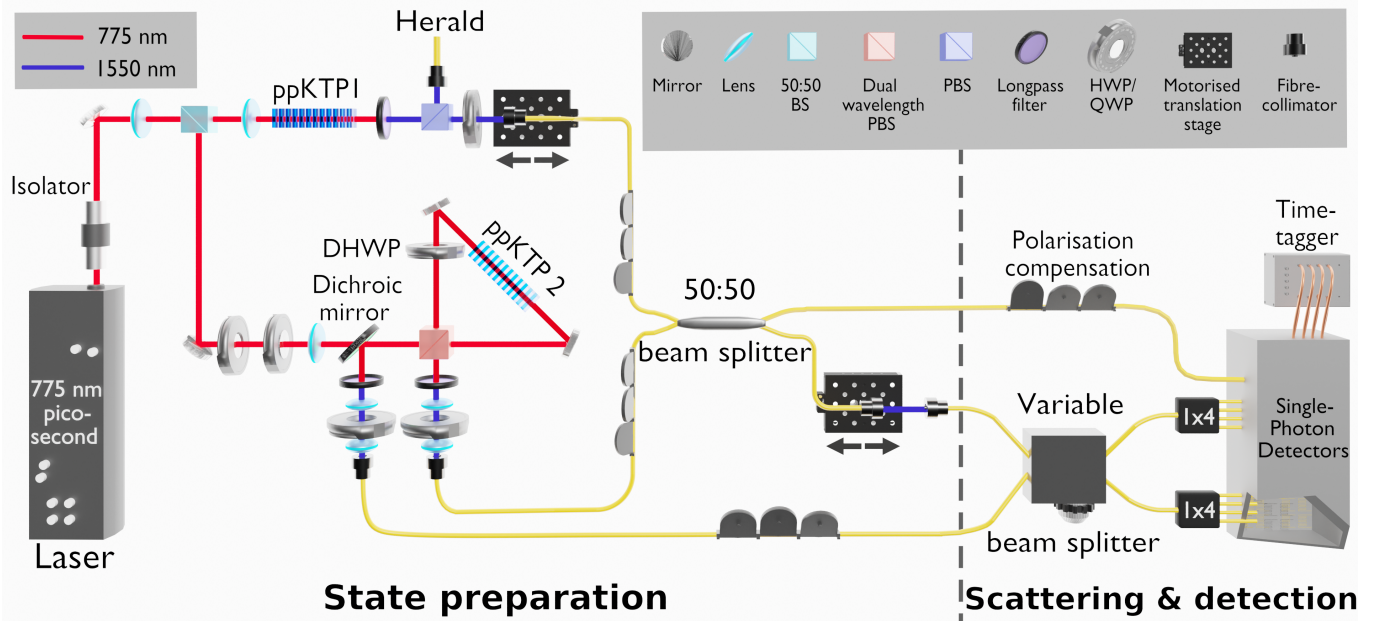 775 nm
1550 nm
Herald
ppKTP1
Mirror
Lens
50:50
BS
Dual
wavelength
PBS
PBS
Longpass
filter
HWP/
QWP
Motorised
translation
stage
Fibre-
collimator
Isolator
DHWP
Dichroic
mirror
ppKTP 2
50:50
beam splitter
Polarisation
compensation
Time-
tagger
775 nm
pico-
second
Laser
Variable
beam splitter
1x4
1x4
Single-
Photon
Detectors
State preparation
Scattering & detection